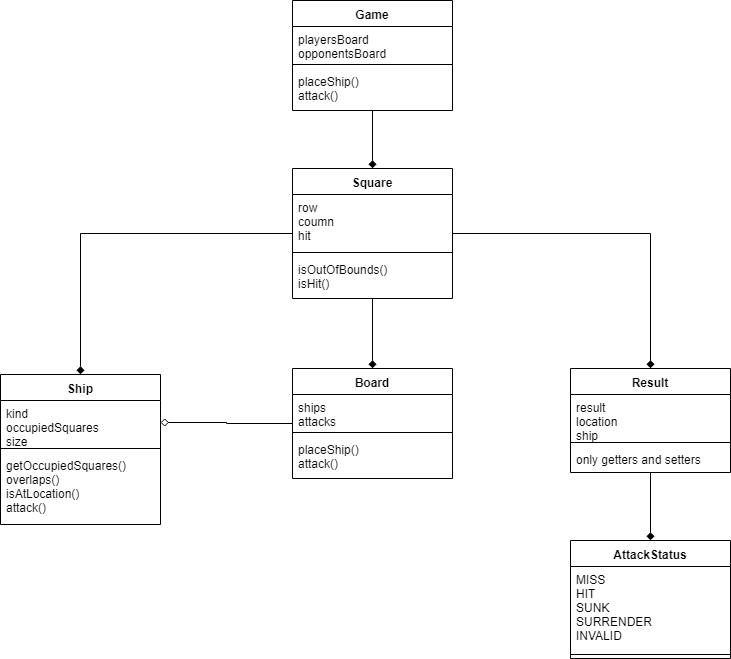 Game
playersBoard
opponentsBoard
placeShip()
attack()
Square
row
coumn
hit
isOutOfBounds()
isHit()
Ship
kind
occupiedSquares
size
getOccupiedSquares()
overlaps()
isAtLocation()
attack()
Board
ships
attacks
placeShip()
attack()
Result
result
location
ship
only getters and setters
AttackStatus
MISS
HIT
SUNK
SURRENDER
INVALID